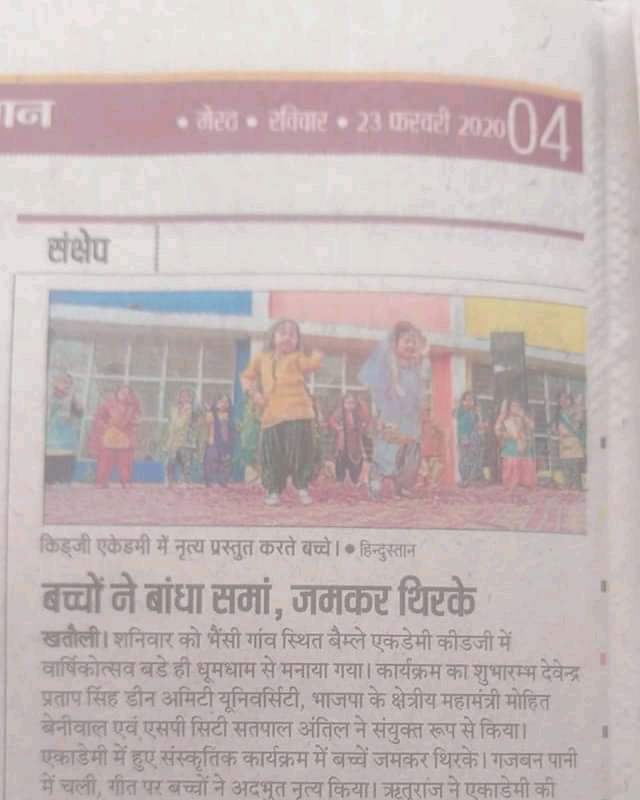 गन
• मेरठ • रविवार • 23 फरवरी 2020 04
संक्षेप
किड्जी एकेडमी में नृत्य प्रस्तुत करते बच्चे। • हिन्दुस्तान
बच्चों ने बांधा समां, जमकर थिरके
खतौली। शनिवार को भैंसी गांव स्थित बैम्ले एकडेमी कीडजी में
वार्षिकोत्सव बडे ही धूमधाम से मनाया गया। कार्यक्रम का शुभारम्भ देवेन्द्र
प्रताप सिंह डीन अमिटी यूनिवर्सिटी, भाजपा के क्षेत्रीय महामंत्री मोहित
बेनीवाल एवं एसपी सिटी सतपाल अंतिल ने संयुक्त रूप से किया।
एकाडेमी में हुए संस्कृतिक कार्यक्रम में बच्चें जमकर थिरके। गजबन पानी
में चली, गीत पर बच्चों ने अदभुत नृत्य किया। ऋतुराज ने एकाडेमी की